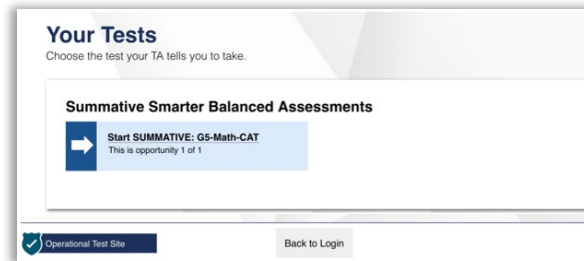 Your Tests
Choose the test your TA tells you to take.
Summative Smarter Balanced Assessments
Start SUMMATIVE: G5-Math-CAT
This is opportunity 1 of 1
Operational Test Site
Back to Login